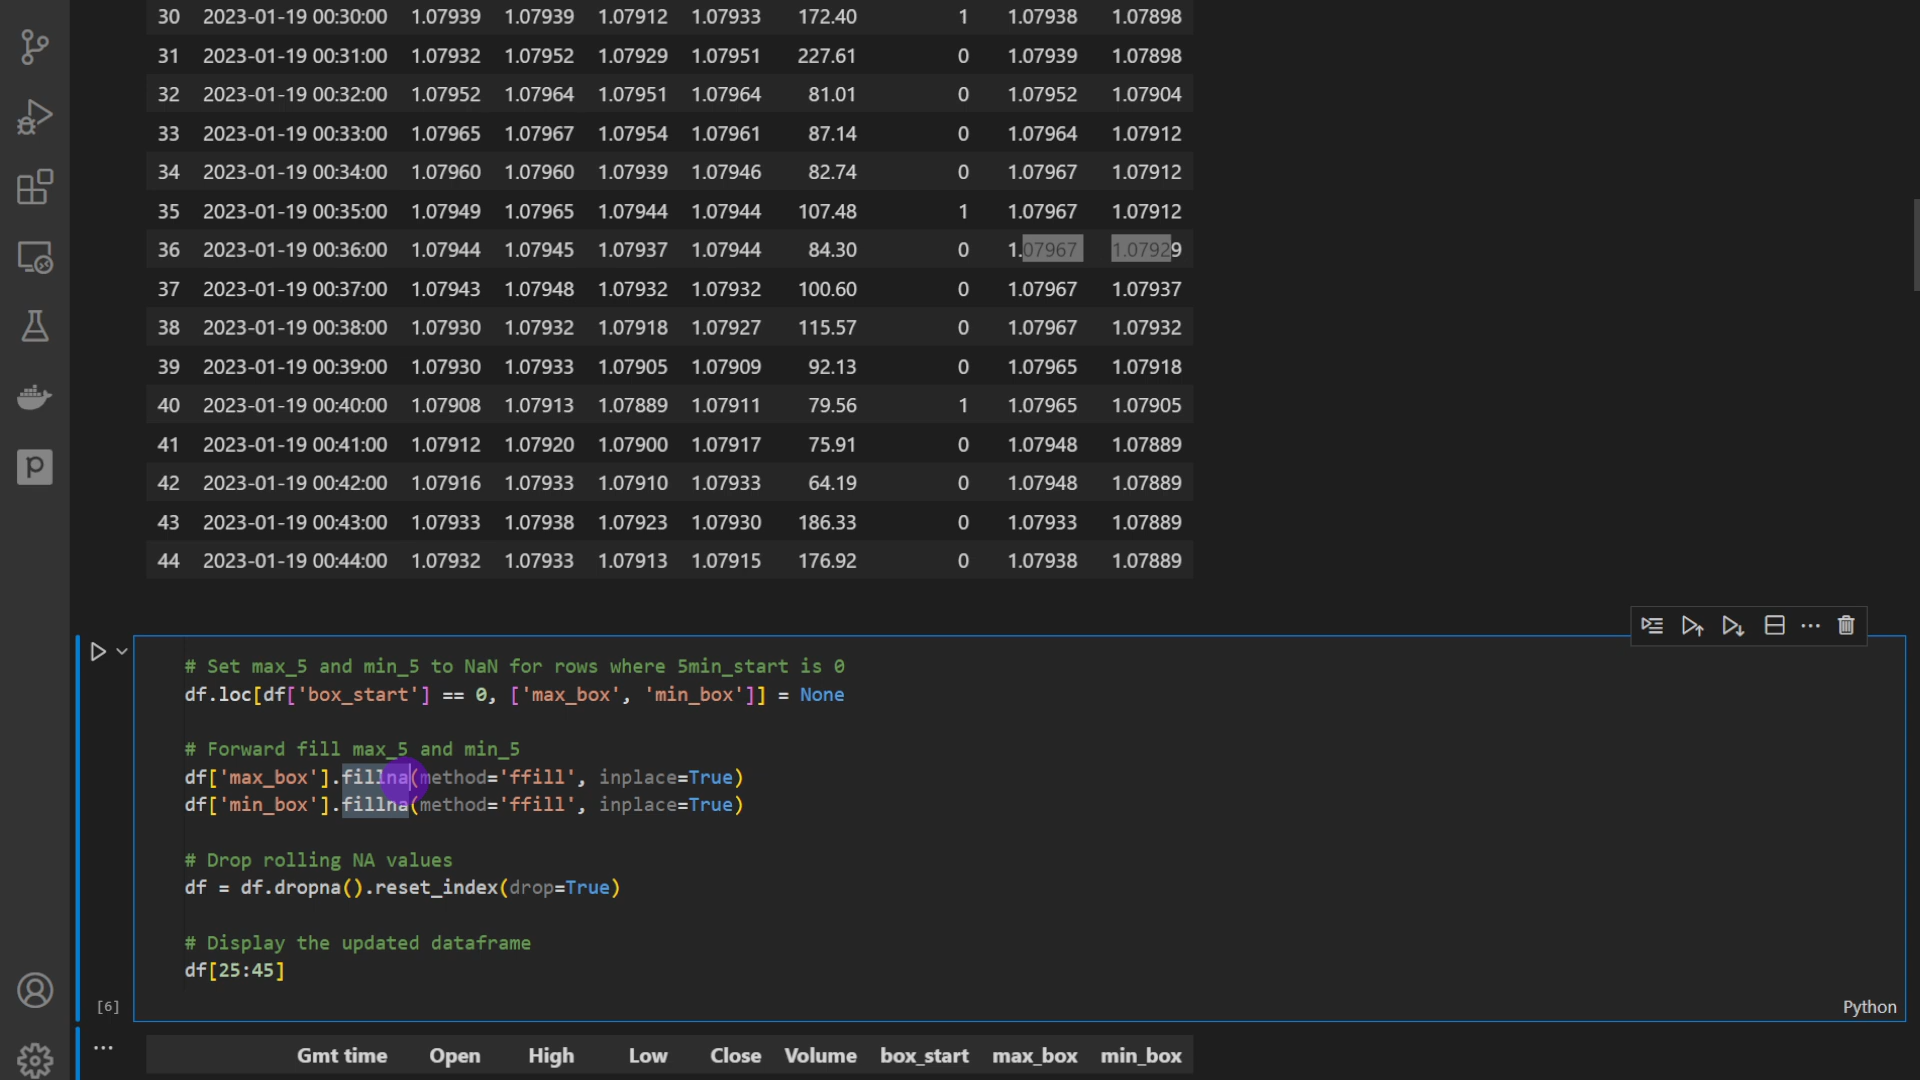 30 2023-01-19 00:30:00 1.07939 1.07939 1.07912 1.07933 172.40 1 1.07938 1.07898
31 2023-01-19 00:31:00 1.07932 1.07952 1.07929 1.07951 227.61 0 1.07939 1.07898
32 2023-01-19 00:32:00 1.07952 1.07964 1.07951 1.07964 81.01 0 1.07952 1.07904
33 2023-01-19 00:33:00 1.07965 1.07967 1.07954 1.07961 87.14 0 1.07964 1.07912
34 2023-01-19 00:34:00 1.07960 1.07960 1.07939 1.07946 82.74 0 1.07967 1.07912
35 2023-01-19 00:35:00 1.07949 1.07965 1.07944 1.07944 107.48 1 1.07967 1.07912
36 2023-01-19 00:36:00 1.07944 1.07945 1.07937 1.07944 84.30 0 1.07967 1.07929
37 2023-01-19 00:37:00 1.07943 1.07948 1.07932 1.07932 100.60 0 1.07967 1.07937
38 2023-01-19 00:38:00 1.07930 1.07932 1.07918 1.07927 115.57 0 1.07967 1.07932
39 2023-01-19 00:39:00 1.07930 1.07933 1.07905 1.07909 92.13 0 1.07965 1.07918
40 2023-01-19 00:40:00 1.07908 1.07913 1.07889 1.07911 79.56 1 1.07965 1.07905
41 2023-01-19 00:41:00 1.07912 1.07920 1.07900 1.07917 75.91 0 1.07948 1.07889
42 2023-01-19 00:42:00 1.07916 1.07933 1.07910 1.07933 64.19 0 1.07948 1.07889
43 2023-01-19 00:43:00 1.07933 1.07938 1.07923 1.07930 186.33 0 1.07933 1.07889
44 2023-01-19 00:44:00 1.07932 1.07933 1.07913 1.07915 176.92 0 1.07938 1.07889
# Set max_5 and min_5 to NaN for rows where 5min_start is 0
df.loc[df['box_start'] == 0, ['max_box', 'min_box']] = None
# Forward fill max_5 and min_5
df['max_box'].fillna(method='ffill', inplace=True)
df['min_box'].fillna(method='ffill', inplace=True)
# Drop rolling NA values
df = df.dropna().reset_index(drop=True)
# Display the updated dataframe
df[25:45]
[6]
Python
Gmt time Open High Low Close Volume box_start max_box min_box